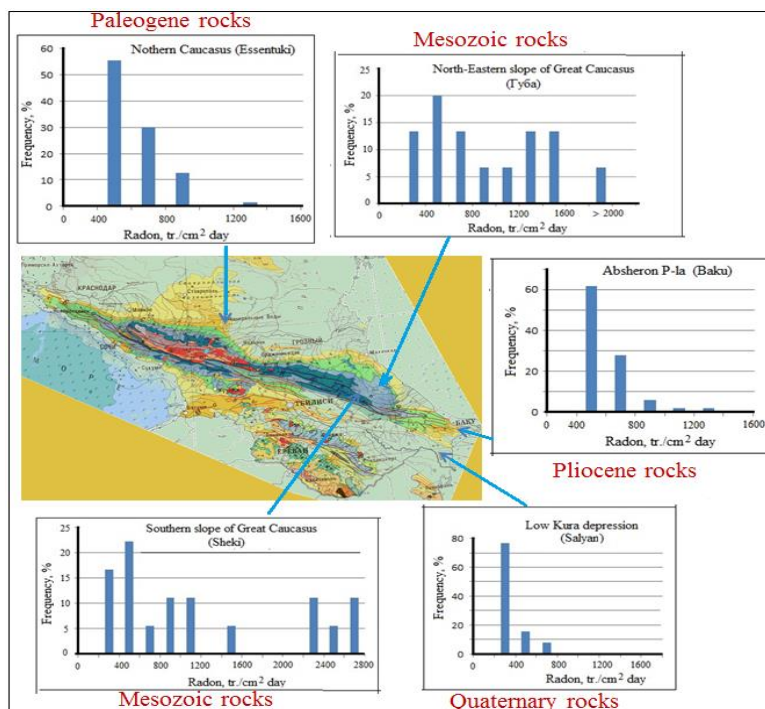 Paleogene rocks
Nothern Caucasus (Essentuki)
Frequency, %
60
50
40
30
20
10
0
0 400 800 1200 1600
Radon, tr./cm2 day
Mesozoic rocks
North-Eastern slope of Great Caucasus
(Губа)
Frequency, %
25
20
15
10
5
0
0 400 800 1200 1600 > 2000
Radon, tr./cm2 day
Absheron P-la (Baku)
Frequency, %
60
40
20
0
0 400 800 1200 1600
Radon, tr./cm2 day
Pliocene rocks
КРАСНОДАР
ГРОЗНЫЙ
ТБИЛИСИ
ЕРЕВАН
БАКУ
Southern slope of Great Caucasus
(Sheki)
Frequency, %
25
20
15
10
5
0
0 400 800 1200 1600 2000 2400 2800
Radon, tr./cm2 day
Mesozoic rocks
Low Kura depression
(Salyan)
Frequency, %
80
60
40
20
0
0 400 800 1200 1600
Radon, tr./cm2 day
Quaternary rocks